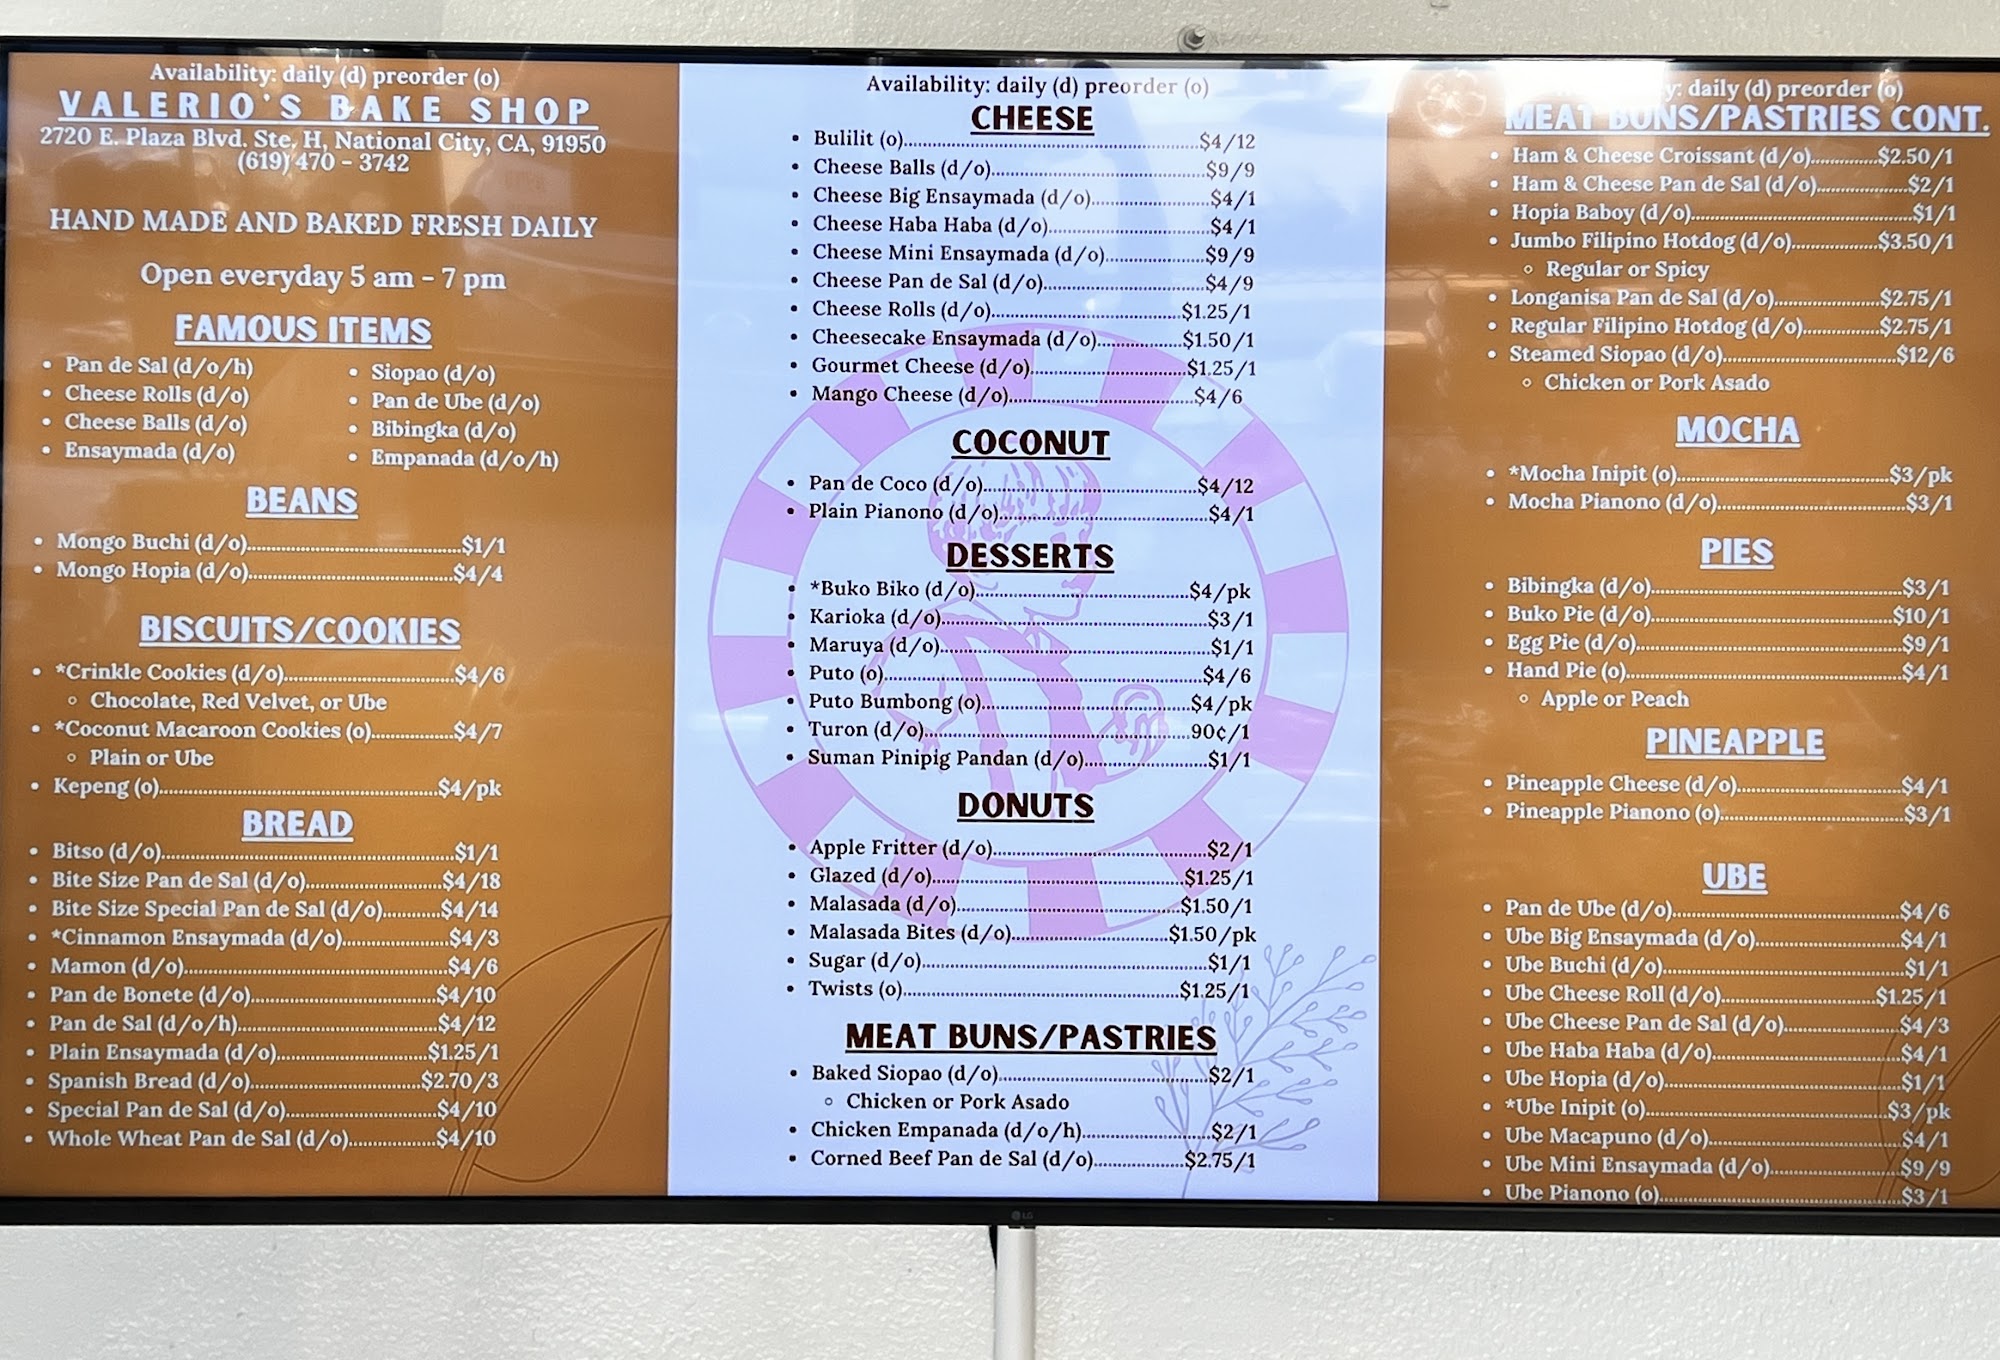 Availability: daily (d) preorder (o)
VALERIO'S BAKE SHOP
2720 E. Plaza Blvd. Ste, H, National City, CA, 91950
(619) 470 - 3742
HAND MADE AND BAKED FRESH DAILY
Open everyday 5 am - 7 pm
FAMOUS ITEMS
• Pan de Sal (d/o/h)
• Cheese Rolls (d/o)
• Cheese Balls (d/o)
• Ensaymada (d/o)
• Siopao (d/o)
• Pan de Ube (d/o)
• Bibingka (d/o)
• Empanada (d/o/h)
BEANS
• Mongo Buchi (d/o)..........$1/1
• Mongo Hopia (d/o)..........$4/4
BISCUITS/COOKIES
• *Crinkle Cookies (d/o)..........$4/6
◦ Chocolate, Red Velvet, or Ube
• *Coconut Macaroon Cookies (o)..........$4/7
◦ Plain or Ube
• Kepeng (o)..........$4/pk
BREAD
• Bitso (d/o)..........$1/1
• Bite Size Pan de Sal (d/o)..........$4/18
• Bite Size Special Pan de Sal (d/o)..........$4/14
• *Cinnamon Ensaymada (d/o)..........$4/3
• Mamon (d/o)..........$4/6
• Pan de Bonete (d/o)..........$4/10
• Pan de Sal (d/o/h)..........$4/12
• Plain Ensaymada (d/o)..........$1.25/1
• Spanish Bread (d/o)..........$2.70/3
• Special Pan de Sal (d/o)..........$4/10
• Whole Wheat Pan de Sal (d/o)..........$4/10
Availability: daily (d) preorder (o)
CHEESE
• Bulilit (o)..........$4/12
• Cheese Balls (d/o)..........$9/9
• Cheese Big Ensaymada (d/o)..........$4/1
• Cheese Haba Haba (d/o)..........$4/1
• Cheese Mini Ensaymada (d/o)..........$9/9
• Cheese Pan de Sal (d/o)..........$4/9
• Cheese Rolls (d/o)..........$1.25/1
• Cheesecake Ensaymada (d/o)..........$1.50/1
• Gourmet Cheese (d/o)..........$1.25/1
• Mango Cheese (d/o)..........$4/6
COCONUT
• Pan de Coco (d/o)..........$4/12
• Plain Pianono (d/o)..........$4/1
DESSERTS
• *Buko Biko (d/o)..........$4/pk
• Karioka (d/o)..........$3/1
• Maruya (d/o)..........$1/1
• Puto (o)..........$4/6
• Puto Bumbong (o)..........$4/pk
• Turon (d/o)..........90¢/1
• Suman Pinipig Pandan (d/o)..........$1/1
DONUTS
• Apple Fritter (d/o)..........$2/1
• Glazed (d/o)..........$1.25/1
• Malasada (d/o)..........$1.50/1
• Malasada Bites (d/o)..........$1.50/pk
• Sugar (d/o)..........$1/1
• Twists (o)..........$1.25/1
MEAT BUNS/PASTRIES
• Baked Siopao (d/o)..........$2/1
◦ Chicken or Pork Asado
• Chicken Empanada (d/o/h)..........$2/1
• Corned Beef Pan de Sal (d/o)..........$2.75/1
daily (d) preorder (o)
MEAT BUNS/PASTRIES CONT.
• Ham & Cheese Croissant (d/o)..........$2.50/1
• Ham & Cheese Pan de Sal (d/o)..........$2/1
• Hopia Baboy (d/o)..........$1/1
• Jumbo Filipino Hotdog (d/o)..........$3.50/1
◦ Regular or Spicy
• Longanisa Pan de Sal (d/o)..........$2.75/1
• Regular Filipino Hotdog (d/o)..........$2.75/1
• Steamed Siopao (d/o)..........$12/6
◦ Chicken or Pork Asado
MOCHA
• *Mocha Inipit (o)..........$3/pk
• Mocha Pianono (d/o)..........$3/1
PIES
• Bibingka (d/o)..........$3/1
• Buko Pie (d/o)..........$10/1
• Egg Pie (d/o)..........$9/1
• Hand Pie (o)..........$4/1
◦ Apple or Peach
PINEAPPLE
• Pineapple Cheese (d/o)..........$4/1
• Pineapple Pianono (o)..........$3/1
UBE
• Pan de Ube (d/o)..........$4/6
• Ube Big Ensaymada (d/o)..........$4/1
• Ube Buchi (d/o)..........$1/1
• Ube Cheese Roll (d/o)..........$1.25/1
• Ube Cheese Pan de Sal (d/o)..........$4/3
• Ube Haba Haba (d/o)..........$4/1
• Ube Hopia (d/o)..........$1/1
• *Ube Inipit (o)..........$3/pk
• Ube Macapuno (d/o)..........$4/1
• Ube Mini Ensaymada (d/o)..........$9/9
• Ube Pianono (o)..........$3/1
LG